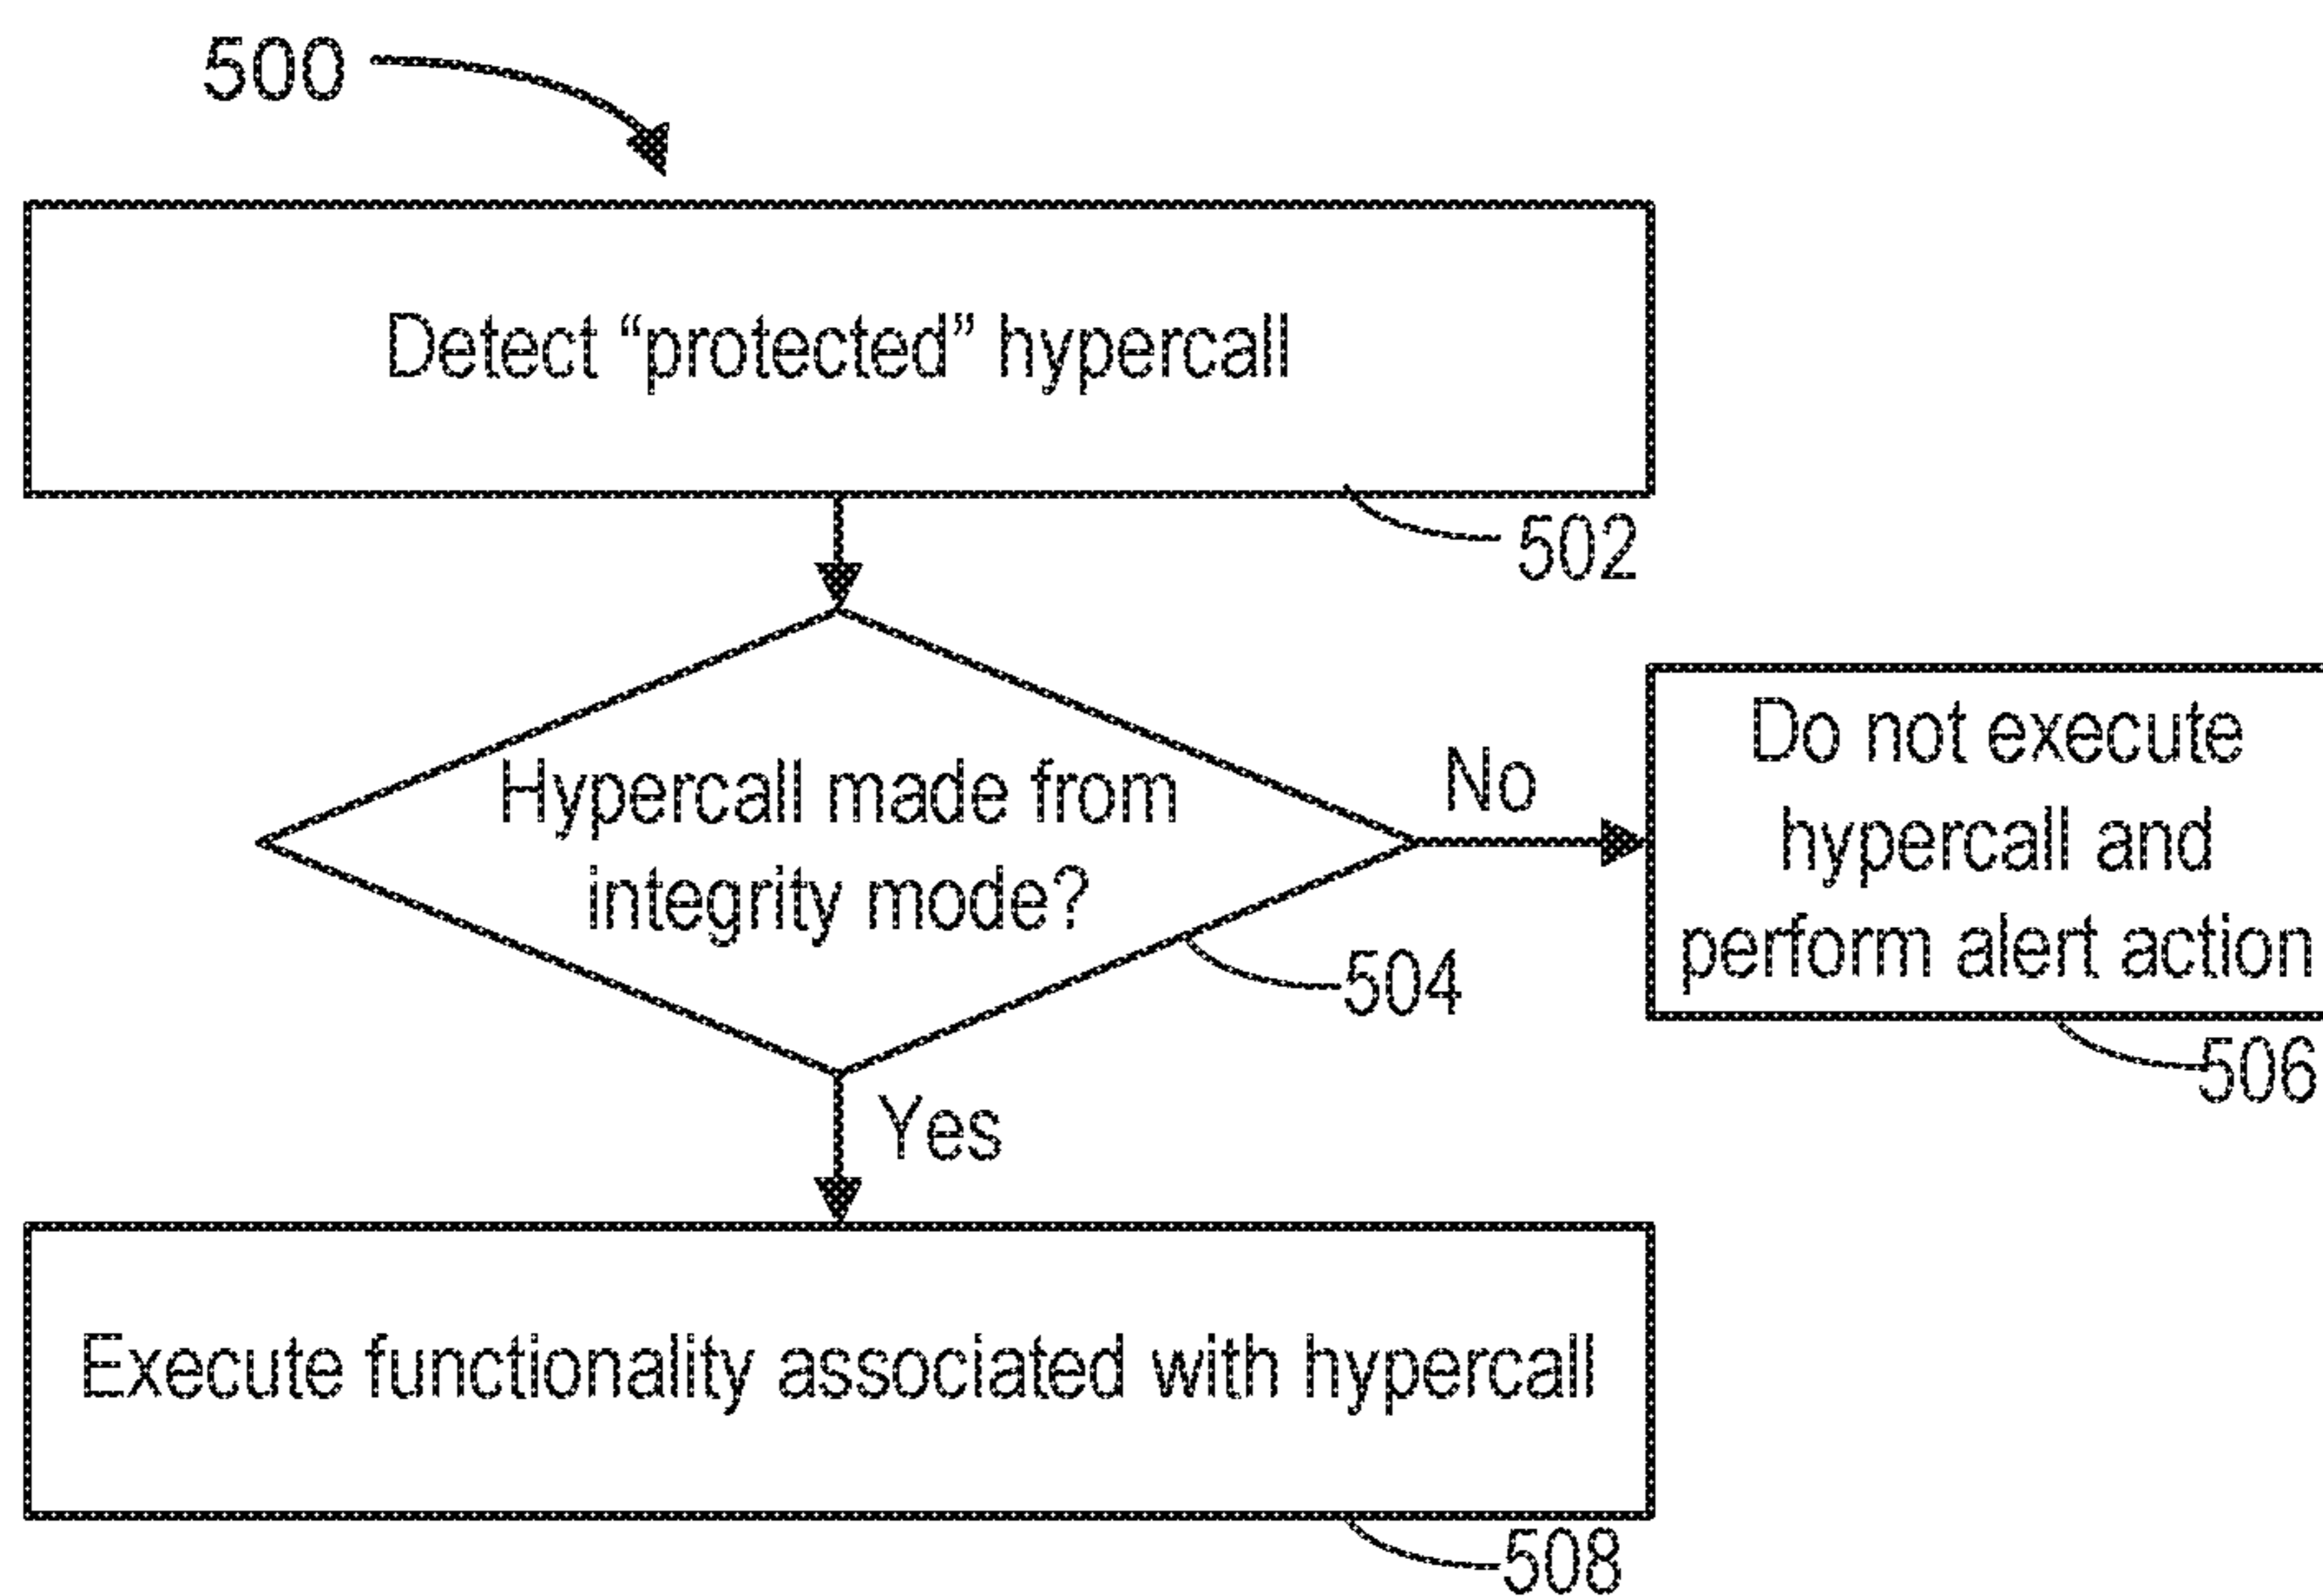 500
Detect “protected” hypercall
502
Hypercall made from
integrity mode?
504
No
Do not execute
hypercall and
perform alert action
506
Yes
Execute functionality associated with hypercall
508